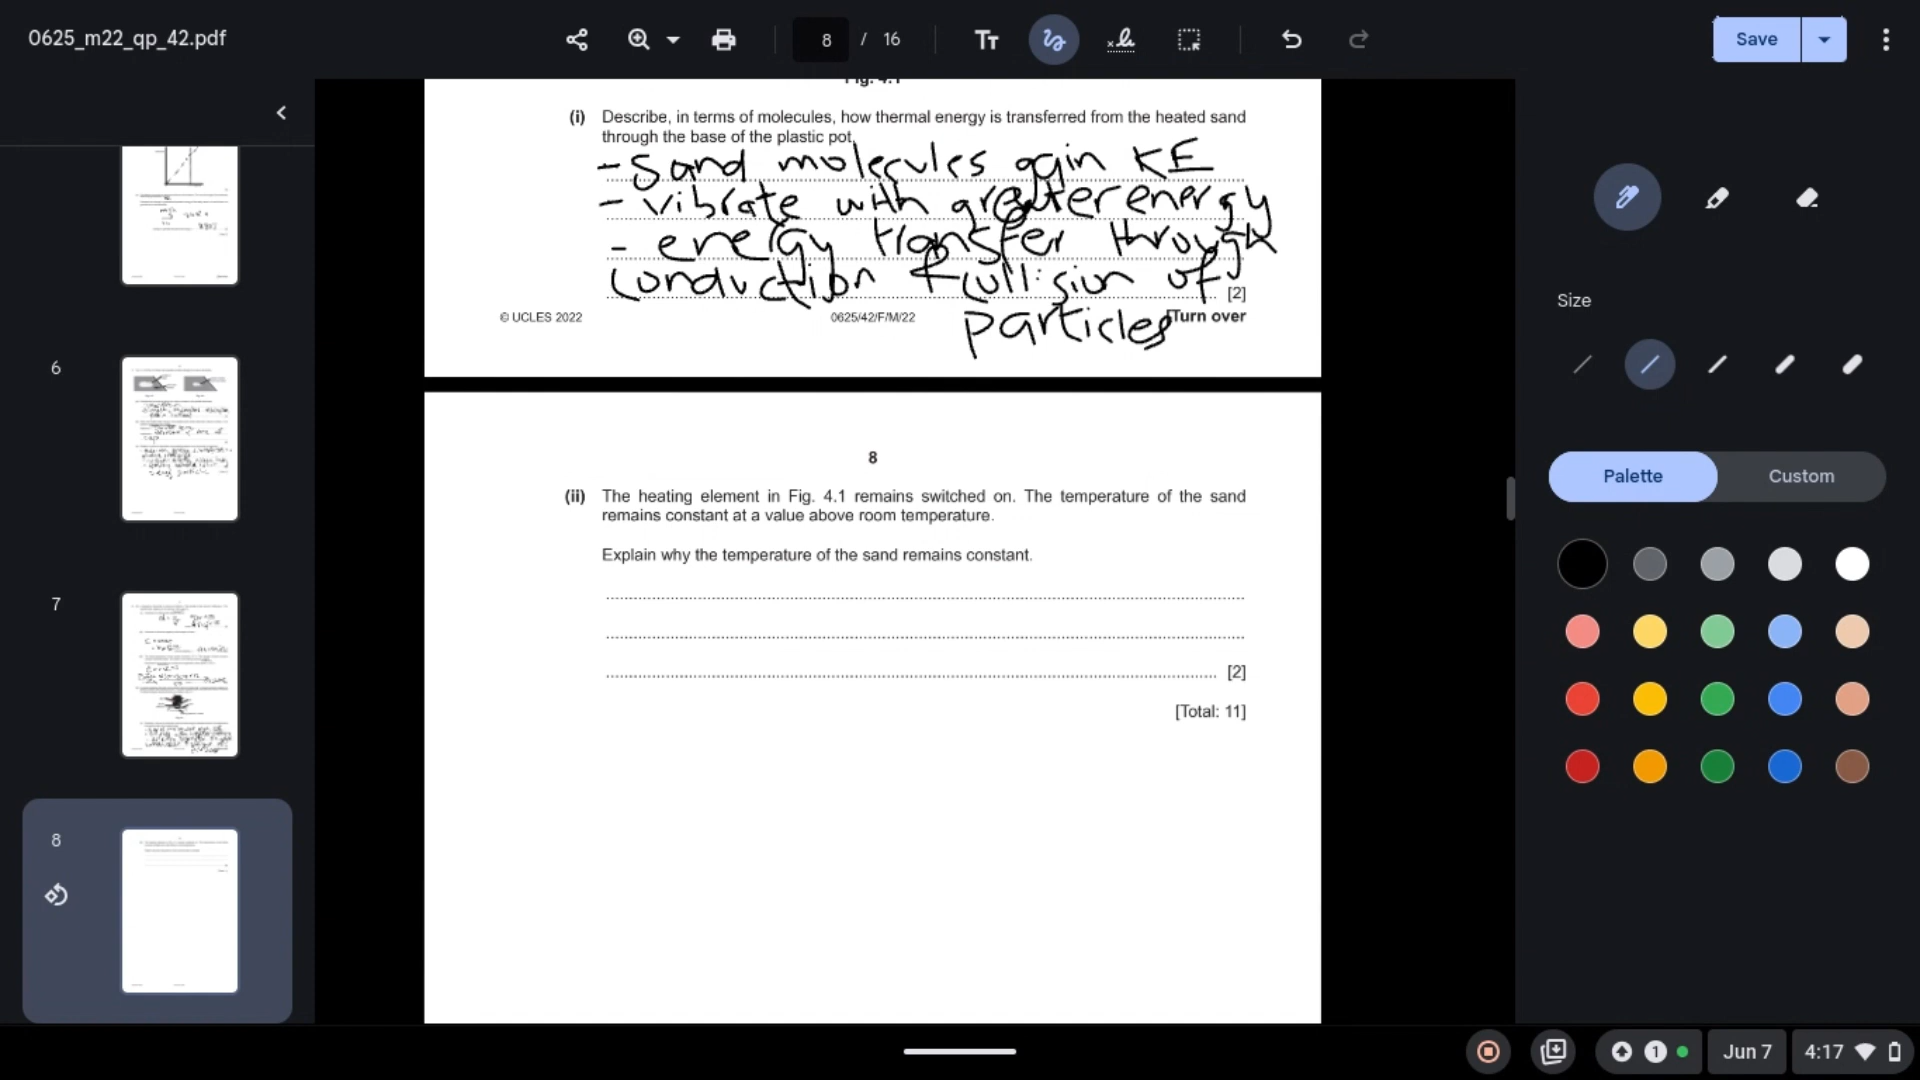 0625_m22_qp_42.pdf
8 / 16
Save
Fig. 4.1
(i) Describe, in terms of molecules, how thermal energy is transferred from the heated sand
through the base of the plastic pot.
- Sand molecules gain KE
- vibrate with greater energy
- energy transfer through
conduction & collision of
particles
[2]
© UCLES 2022
0625/42/F/M/22
[Turn over
8
(ii) The heating element in Fig. 4.1 remains switched on. The temperature of the sand
remains constant at a value above room temperature.
Explain why the temperature of the sand remains constant.
[2]
[Total: 11]
6
7
8
Size
Palette
Custom
1
Jun 7
4:17